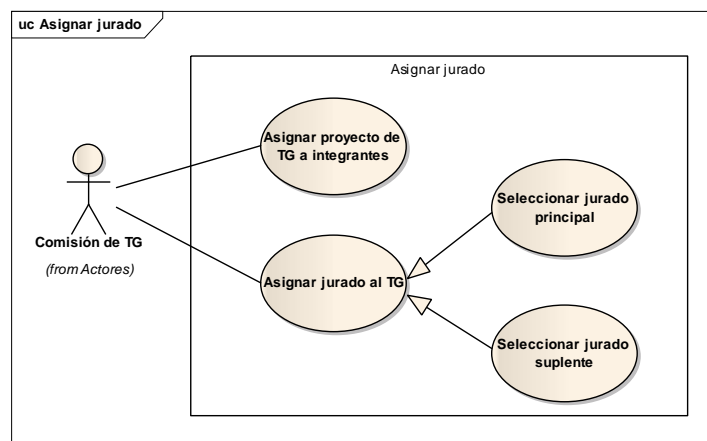 uc Asignar jurado
Asignar jurado
Asignar proyecto de
TG a integrantes
Seleccionar jurado
principal
Comisión de TG
(from Actores)
Asignar jurado al TG
Seleccionar jurado
suplente